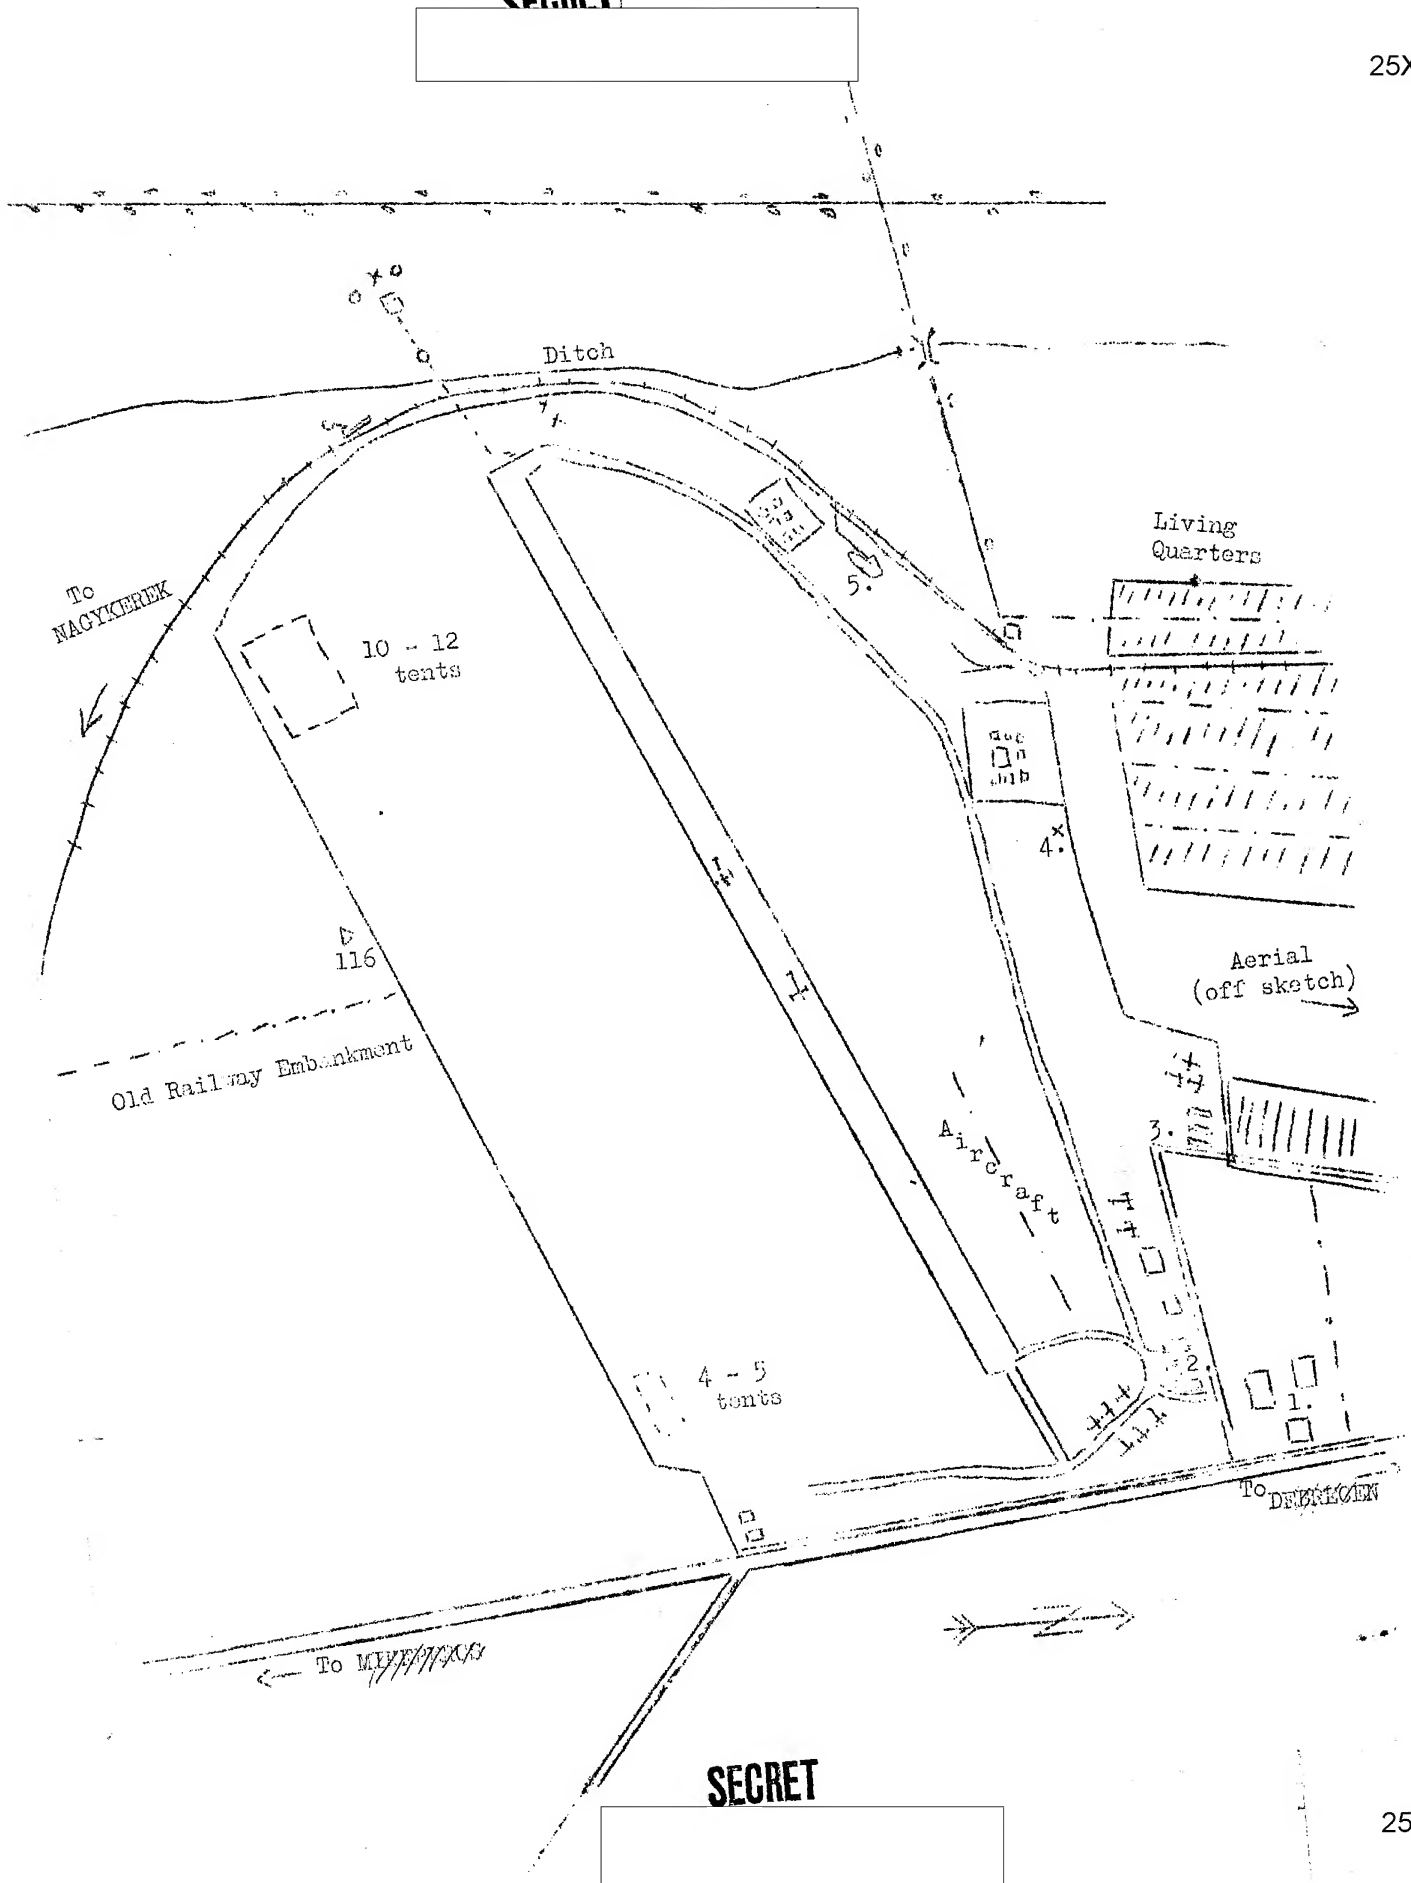 SECRET
25X
Ditch
Living
Quarters
5.
To
NAGYKEREK
10 - 12
tents
4.
116
Aerial
(off sketch)
Old Railway Embankment
3.
Aircraft
2.
4 - 5
tents
1.
To DEBRECEN
To
SECRET
25